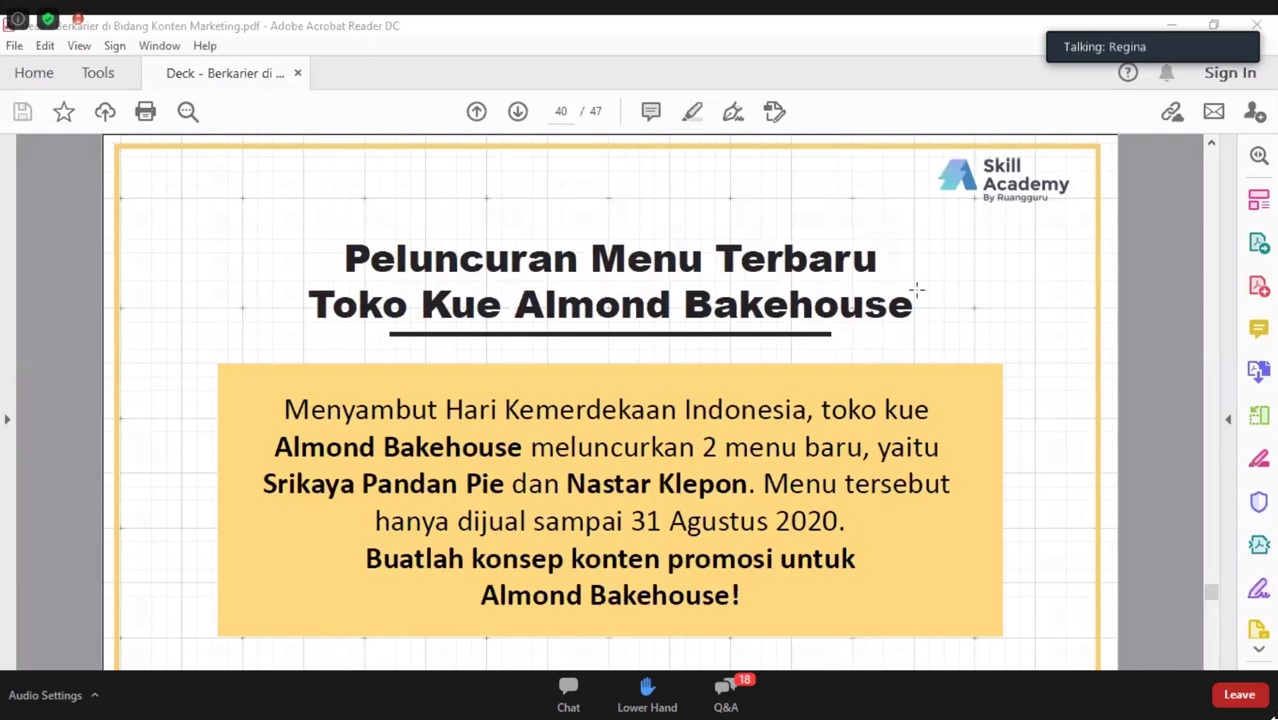 Deck - Berkarier di Bidang Konten Marketing.pdf - Adobe Acrobat Reader DC
File Edit View Sign Window Help
Talking: Regina
Home Tools Deck - Berkarier di ... Sign In
40 / 47
Skill
Academy
By Ruangguru
Peluncuran Menu Terbaru
Toko Kue Almond Bakehouse
Menyambut Hari Kemerdekaan Indonesia, toko kue
Almond Bakehouse meluncurkan 2 menu baru, yaitu
Srikaya Pandan Pie dan Nastar Klepon. Menu tersebut
hanya dijual sampai 31 Agustus 2020.
Buatlah konsep konten promosi untuk
Almond Bakehouse!
Audio Settings
Chat
Lower Hand
18
Q&A
Leave